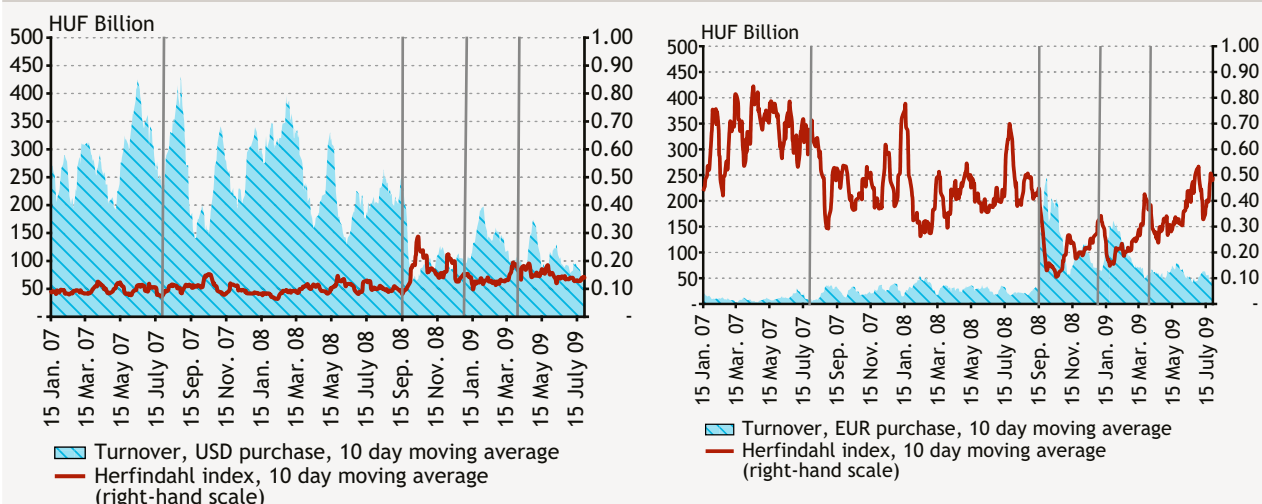 HUF Billion
500
450
400
350
300
250
200
150
100
50
-
1.00
0.90
0.80
0.70
0.60
0.50
0.40
0.30
0.20
0.10
-
15 Jan. 07
15 Mar. 07
15 May 07
15 July 07
15 Sep. 07
15 Nov. 07
15 Jan. 08
15 Mar. 08
15 May 08
15 July 08
15 Sep. 08
15 Nov. 08
15 Jan. 09
15 Mar. 09
15 May 09
15 July 09
Turnover, USD purchase, 10 day moving average
Herfindahl index, 10 day moving average
(right-hand scale)
HUF Billion
500
450
400
350
300
250
200
150
100
50
-
1.00
0.90
0.80
0.70
0.60
0.50
0.40
0.30
0.20
0.10
-
15 Jan. 07
15 Mar. 07
15 May 07
15 July 07
15 Sep. 07
15 Nov. 07
15 Jan. 08
15 Mar. 08
15 May 08
15 July 08
15 Sep. 08
15 Nov. 08
15 Jan. 09
15 Mar. 09
15 May 09
15 July 09
Turnover, EUR purchase, 10 day moving average
Herfindahl index, 10 day moving average
(right-hand scale)